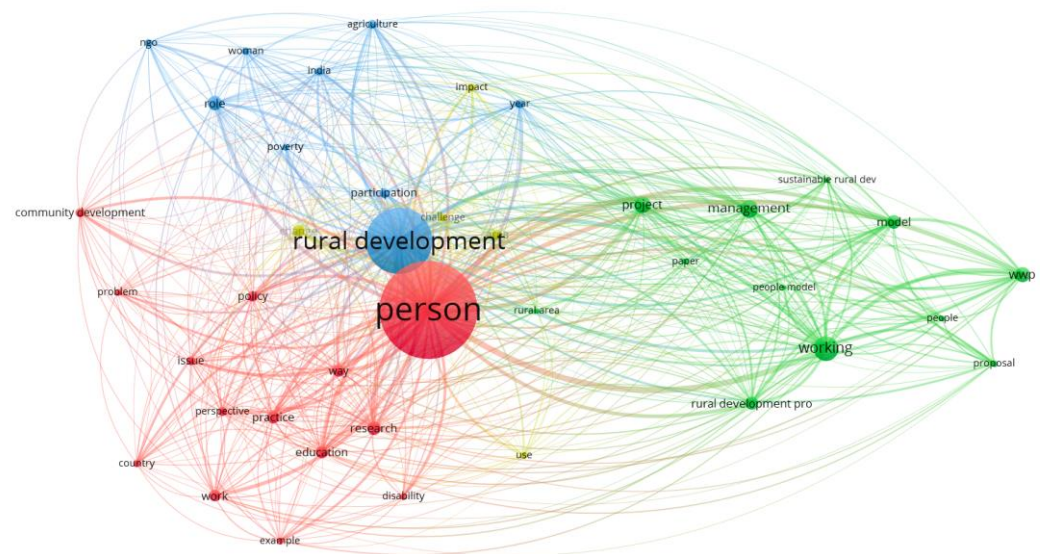 agriculture
ngo
woman
india
impact
role
year
poverty
sustainable rural dev
participation
project
management
community development
challenge
model
rural development
paper
wwp
people model
problem
policy
person
rural area
people
working
issue
proposal
way
rural development pro
perspective
practice
research
education
use
country
work
disability
example